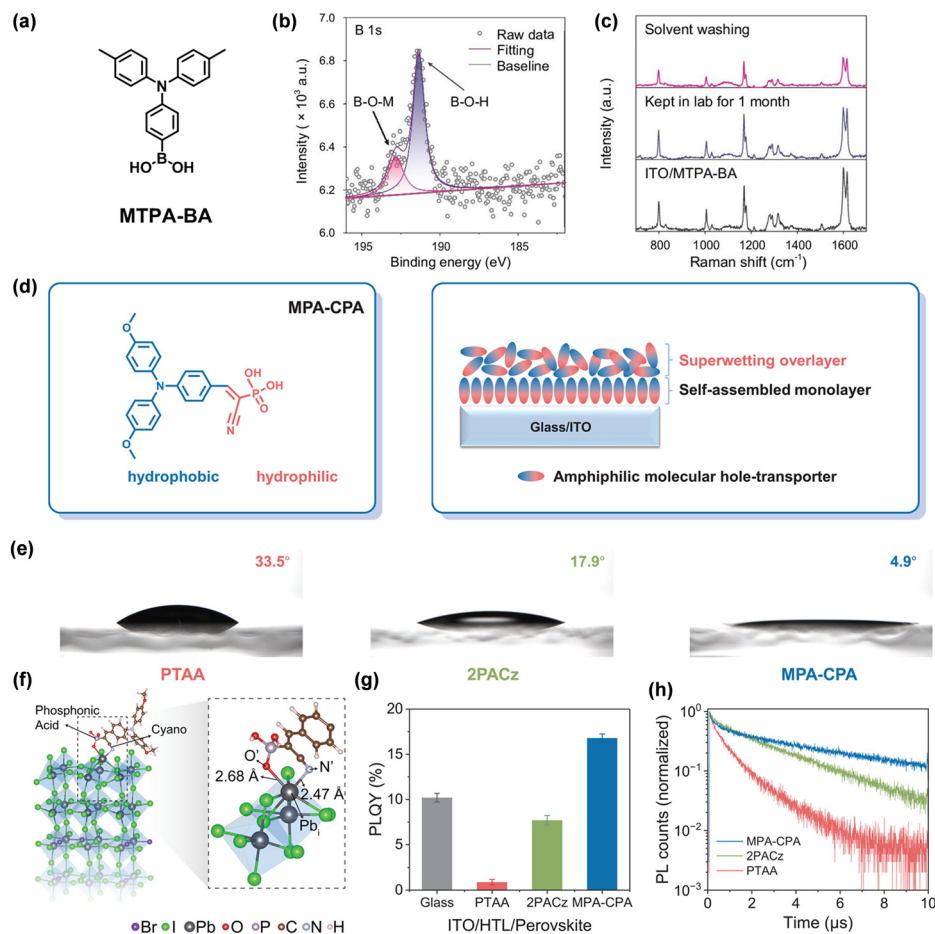 (a)
N
B
HO
OH
MTPA-BA
(b)
B 1s
Raw data
Fitting
Baseline
B-O-M
B-O-H
Intensity ( × 10³ a.u.)
7.0
6.8
6.6
6.4
6.2
6.0
195
190
185
Binding energy (eV)
(c)
Solvent washing
Kept in lab for 1 month
ITO/MTPA-BA
Intensity (a.u.)
800
1000
1200
1400
1600
Raman shift (cm⁻¹)
(d)
MPA-CPA
O
N
O
OH
P
OH
O
N
hydrophobic
hydrophilic
Superwetting overlayer
Self-assembled monolayer
Glass/ITO
Amphiphilic molecular hole-transporter
(e)
33.5°
17.9°
4.9°
PTAA
2PACz
MPA-CPA
(f)
Phosphonic
Acid
Cyano
O'
N'
2.68 Å
2.47 Å
Pbᵢ
Br I Pb O P C N H
(g)
PLQY (%)
20
15
10
5
0
Glass PTAA 2PACz MPA-CPA
ITO/HTL/Perovskite
(h)
PL counts (normalized)
10⁰
10⁻¹
10⁻²
10⁻³
MPA-CPA
2PACz
PTAA
0 2 4 6 8 10
Time (µs)